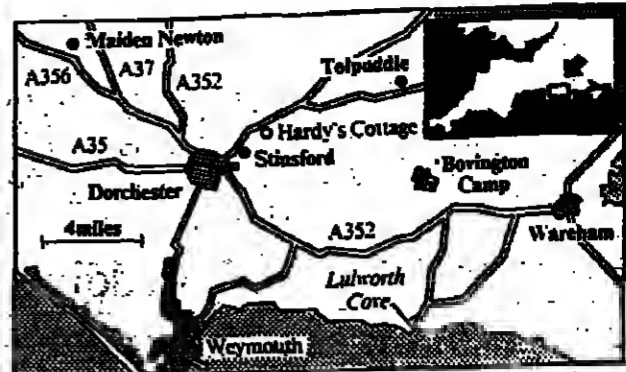 Maiden Newton
A356
A37
A352
Tolpuddle
Hardy's Cottage
A35
Stinsford
Bovington
Camp
Dorchester
4miles
A352
Wareham
Lulworth
Cove
Weymouth